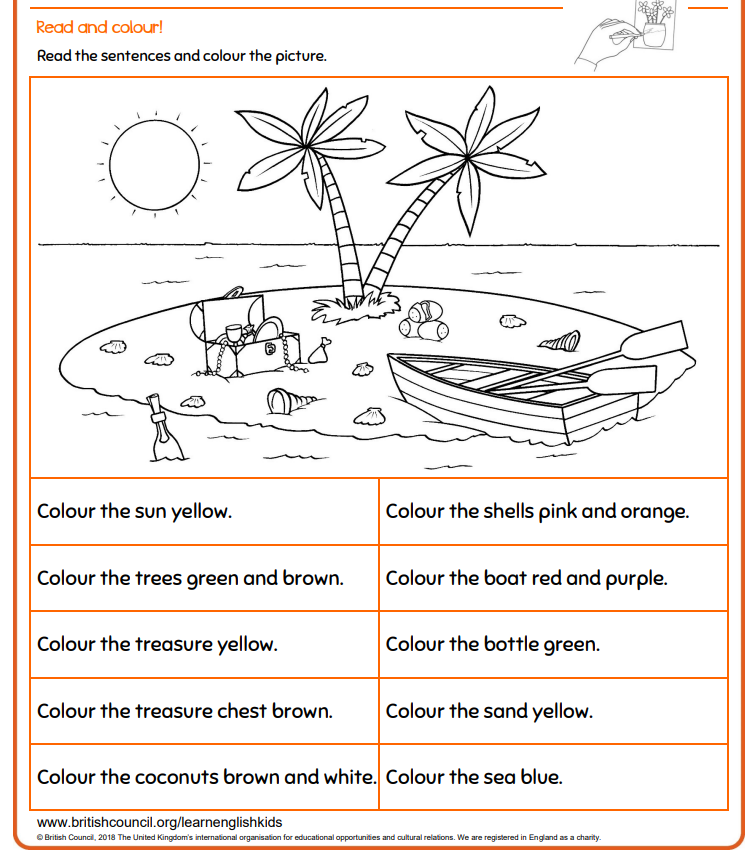 Read and colour!
Read the sentences and colour the picture.
Colour the sun yellow.
Colour the shells pink and orange.
Colour the trees green and brown.
Colour the boat red and purple.
Colour the treasure yellow.
Colour the bottle green.
Colour the treasure chest brown.
Colour the sand yellow.
Colour the coconuts brown and white.
Colour the sea blue.
www.britishcouncil.org/learnenglishkids
© British Council, 2018 The United Kingdom's international organisation for educational opportunities and cultural relations. We are registered in England as a charity.